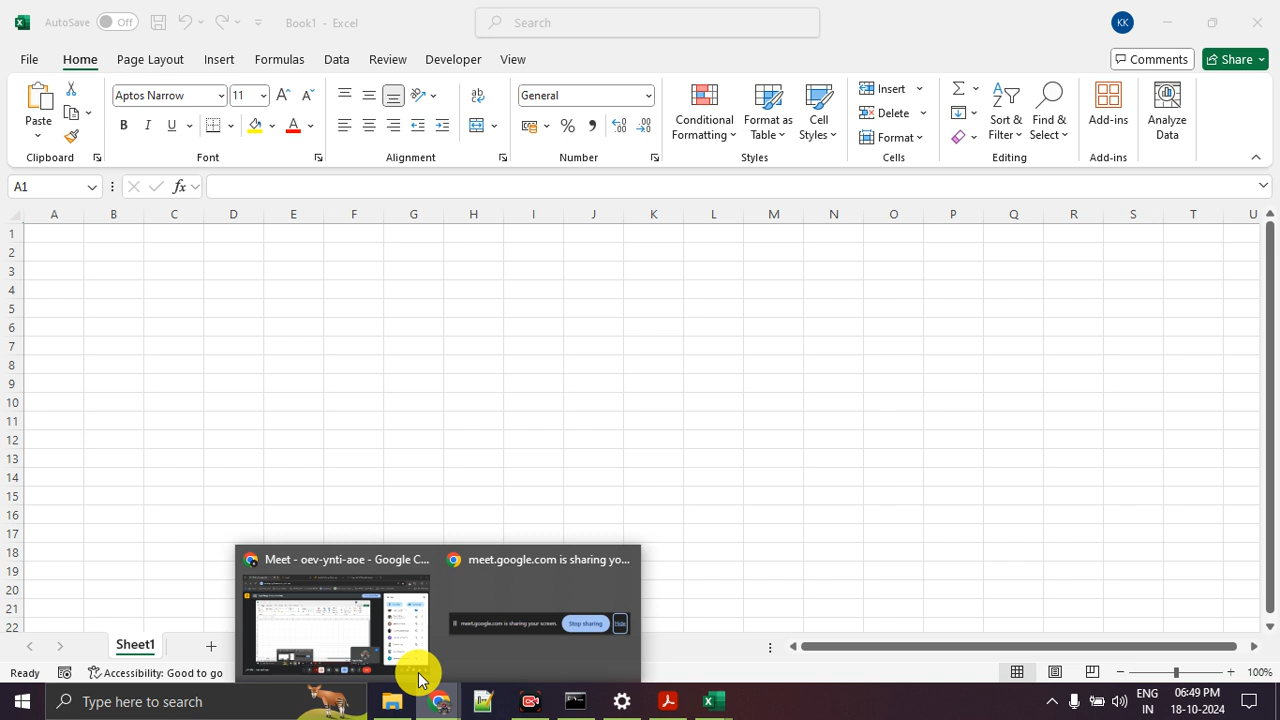 AutoSave Off Book1 - Excel Search KK
File Home Page Layout Insert Formulas Data Review Developer View Comments Share
Paste Aptos Narrow 11 General Conditional Formatting Format as Table Cell Styles Insert Delete Format Sort & Filter Find & Select Add-ins Analyze Data
Clipboard Font Alignment Number Styles Cells Editing Add-ins
A1 fx
A B C D E F G H I J K L M N O P Q R S T U
1
2
3
4
5
6
7
8
9
10
11
12
13
14
15
16
17
18
19
20
21
22
Meet - oev-ynti-aoe - Google C... meet.google.com is sharing yo...
meet.google.com is sharing your screen. Stop sharing Hide
Sheet1
Accessibility: Good to go 100%
Type here to search ENG IN 06:49 PM 18-10-2024